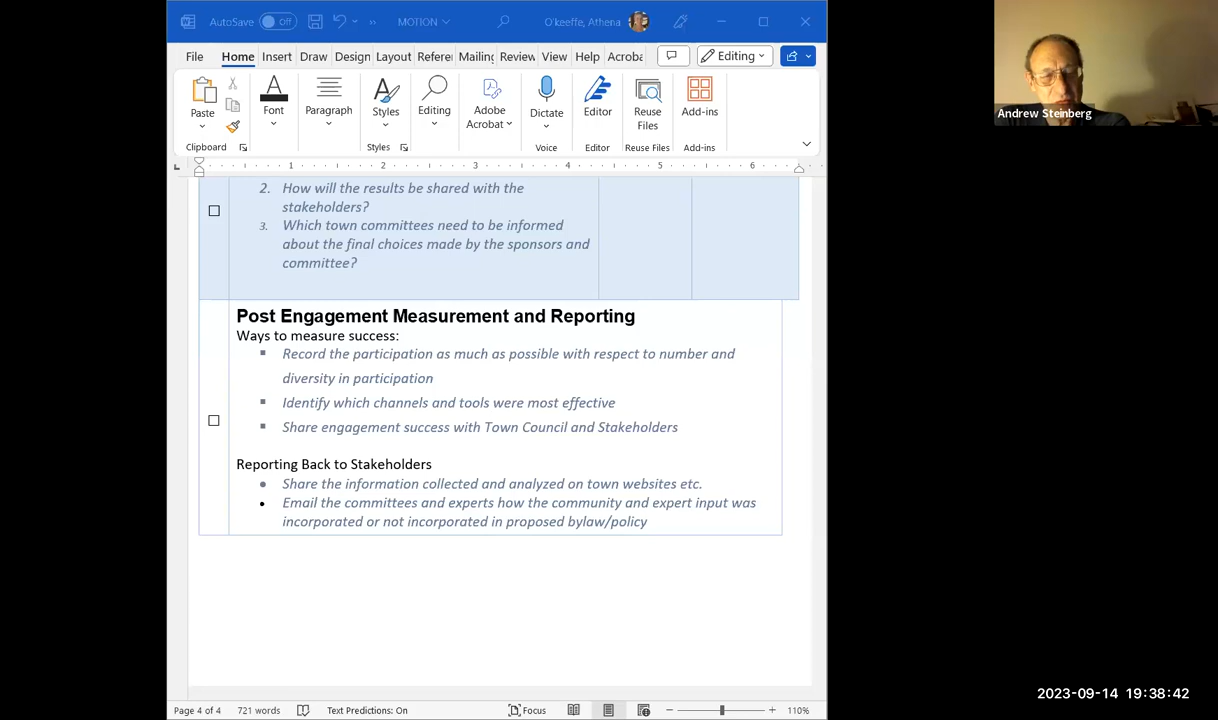 AutoSave Off MOTION O'keeffe, Athena
File Home Insert Draw Design Layout Refere Mailing Review View Help Acroba Editing
Paste Font Paragraph Styles Editing Adobe Acrobat Dictate Editor Reuse Files Add-ins
Clipboard Styles Voice Editor Reuse Files Add-ins
1 2 3 4 5 6
2. How will the results be shared with the
stakeholders?
3. Which town committees need to be informed
about the final choices made by the sponsors and
committee?
Post Engagement Measurement and Reporting
Ways to measure success:
Record the participation as much as possible with respect to number and
diversity in participation
Identify which channels and tools were most effective
Share engagement success with Town Council and Stakeholders
Reporting Back to Stakeholders
Share the information collected and analyzed on town websites etc.
Email the committees and experts how the community and expert input was
incorporated or not incorporated in proposed bylaw/policy
Page 4 of 4 721 words Text Predictions: On Focus 110%
Andrew Steinberg
2023-09-14 19:38:42